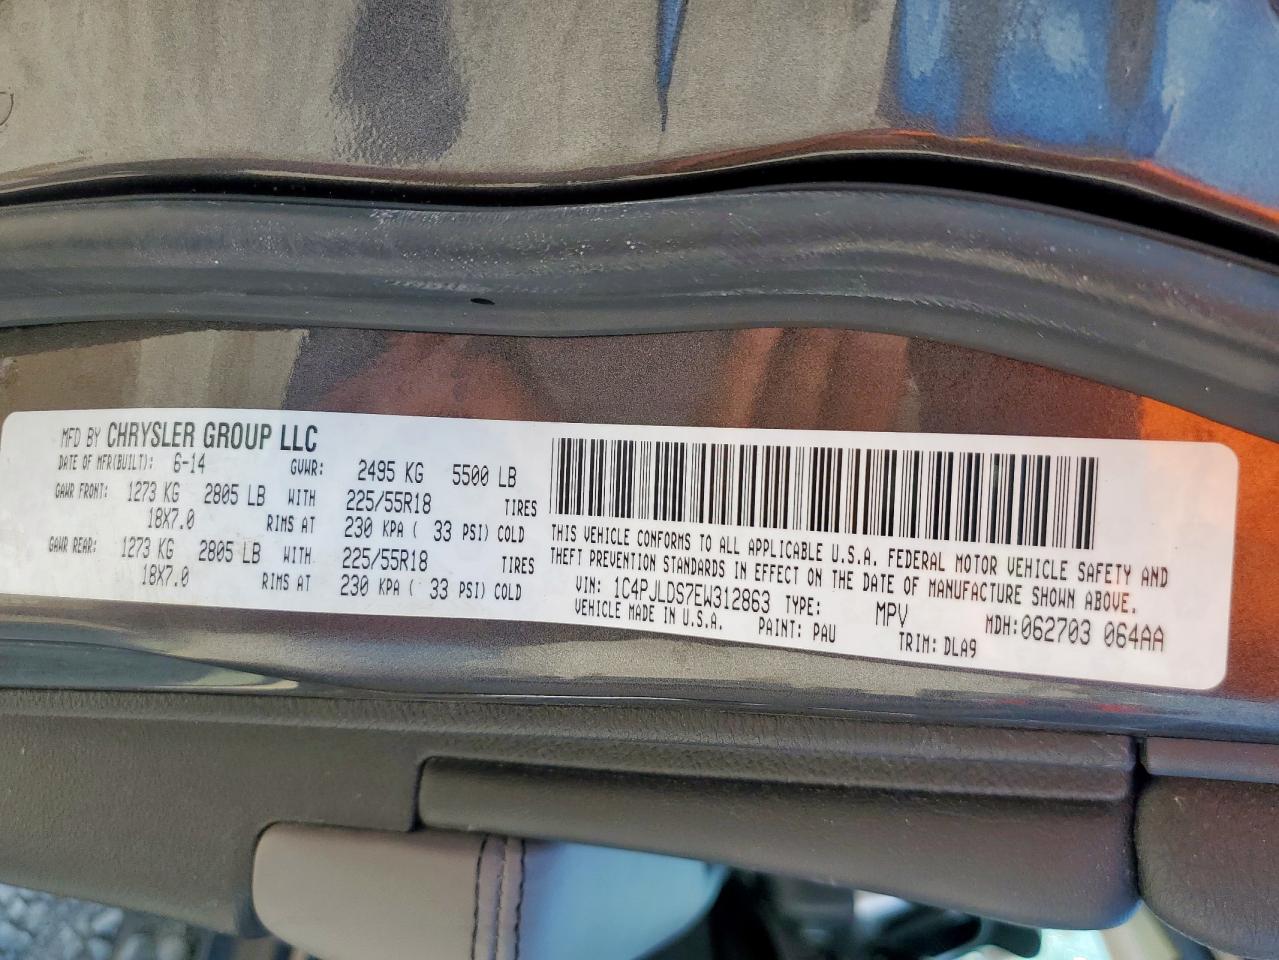 MFD BY CHRYSLER GROUP LLC
DATE OF MFR(BUILT): 6-14 GVWR: 2495 KG 5500 LB
GAWR FRONT: 1273 KG 2805 LB WITH 225/55R18 TIRES
18X7.0 RIMS AT 230 KPA ( 33 PSI) COLD
GAWR REAR: 1273 KG 2805 LB WITH 225/55R18 TIRES
18X7.0 RIMS AT 230 KPA ( 33 PSI) COLD
THIS VEHICLE CONFORMS TO ALL APPLICABLE U.S.A. FEDERAL MOTOR VEHICLE SAFETY AND
THEFT PREVENTION STANDARDS IN EFFECT ON THE DATE OF MANUFACTURE SHOWN ABOVE.
VIN: 1C4PJLDS7EW312863 TYPE: MPV MDH:062703 064AA
VEHICLE MADE IN U.S.A. PAINT: PAU TRIM: DLA9